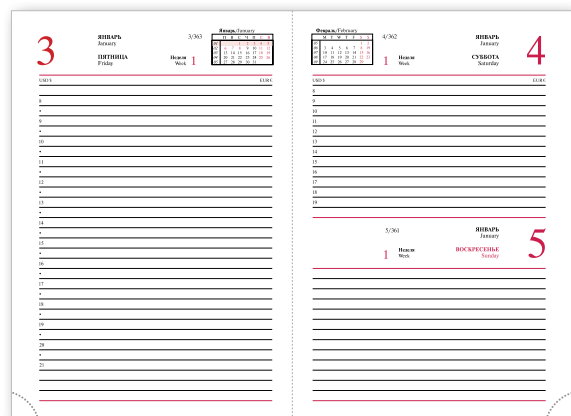 3
ЯНВАРЬ
January
ПЯТНИЦА
Friday
3/363
Неделя
Week
1
Январь/January
USD $ EUR €
8
9
10
11
12
13
14
15
16
17
18
19
20
21
Февраль/February
M T W T F S S
4/362
1
Неделя
Week
ЯНВАРЬ
January
СУББОТА
Saturday
4
USD $ EUR €
8
9
10
11
12
13
14
15
16
17
18
19
5/361
1
Неделя
Week
ЯНВАРЬ
January
ВОСКРЕСЕНЬЕ
Sunday
5